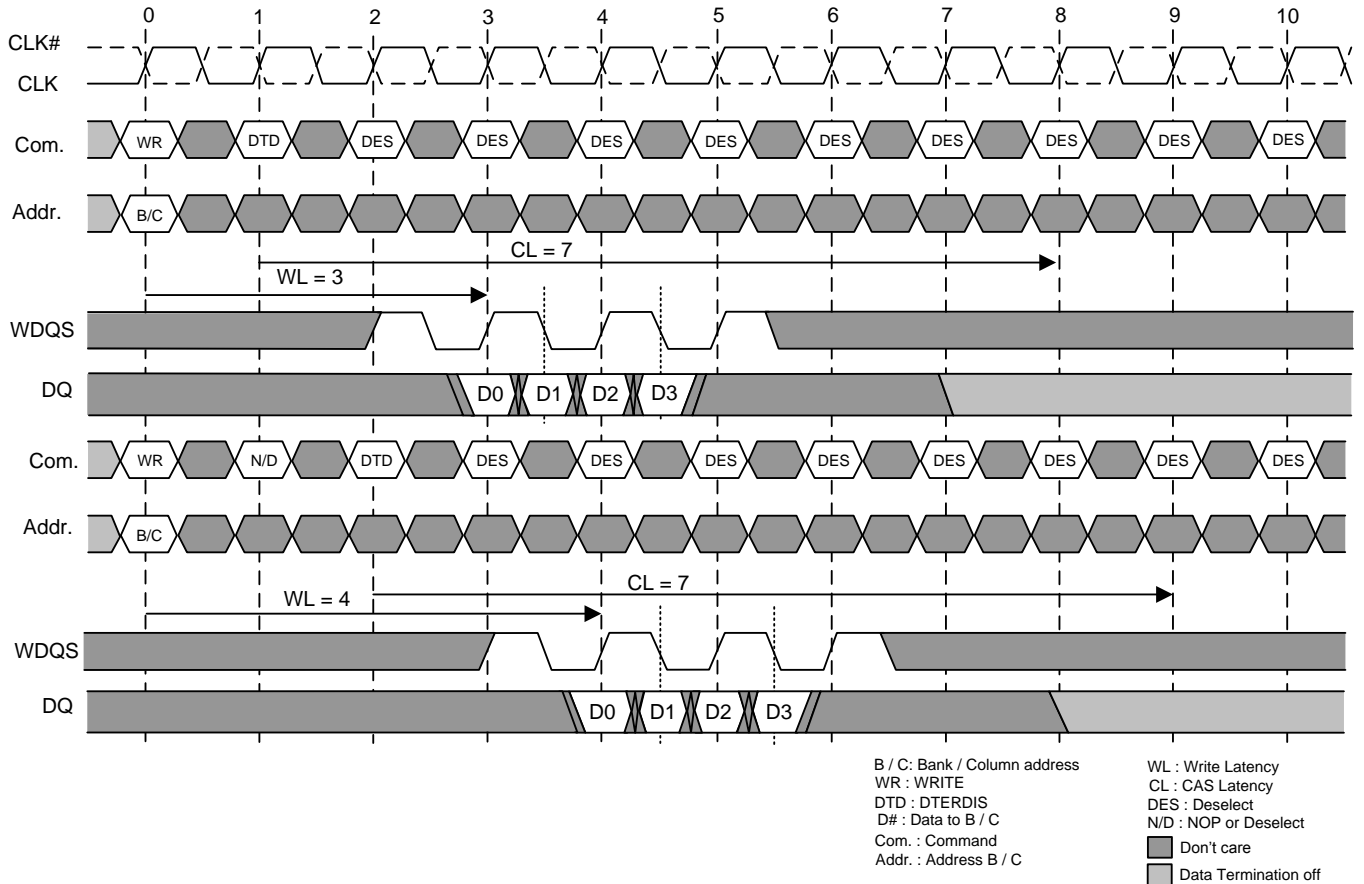 0 1 2 3 4 5 6 7 8 9 10
CLK#
CLK
Com. WR DTD DES DES DES DES DES DES DES DES DES
Addr. B/C
CL = 7
WL = 3
WDQS
DQ D0 D1 D2 D3
Com. WR N/D DTD DES DES DES DES DES DES DES DES
Addr. B/C
CL = 7
WL = 4
WDQS
DQ D0 D1 D2 D3
B / C: Bank / Column address
WR : WRITE
DTD : DTERDIS
D# : Data to B / C
Com. : Command
Addr. : Address B / C
WL : Write Latency
CL : CAS Latency
DES : Deselect
N/D : NOP or Deselect
Don't care
Data Termination off